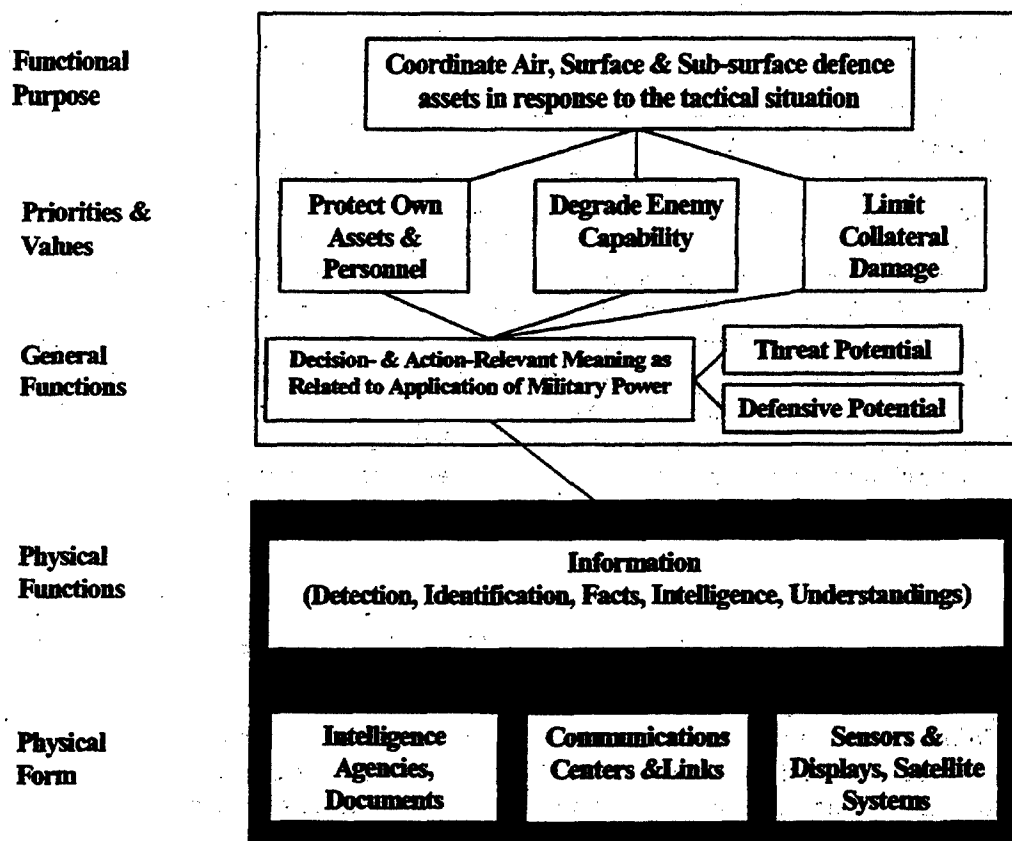 Functional
Purpose
Coordinate Air, Surface & Sub-surface defence
assets in response to the tactical situation
Priorities &
Values
Protect Own
Assets &
Personnel
Degrade Enemy
Capability
Limit
Collateral
Damage
General
Functions
Decision- & Action-Relevant Meaning as
Related to Application of Military Power
Threat Potential
Defensive Potential
Physical
Functions
Information
(Detection, Identification, Facts, Intelligence, Understandings)
Physical
Form
Intelligence
Agencies,
Documents
Communications
Centers &Links
Sensors &
Displays, Satellite
Systems